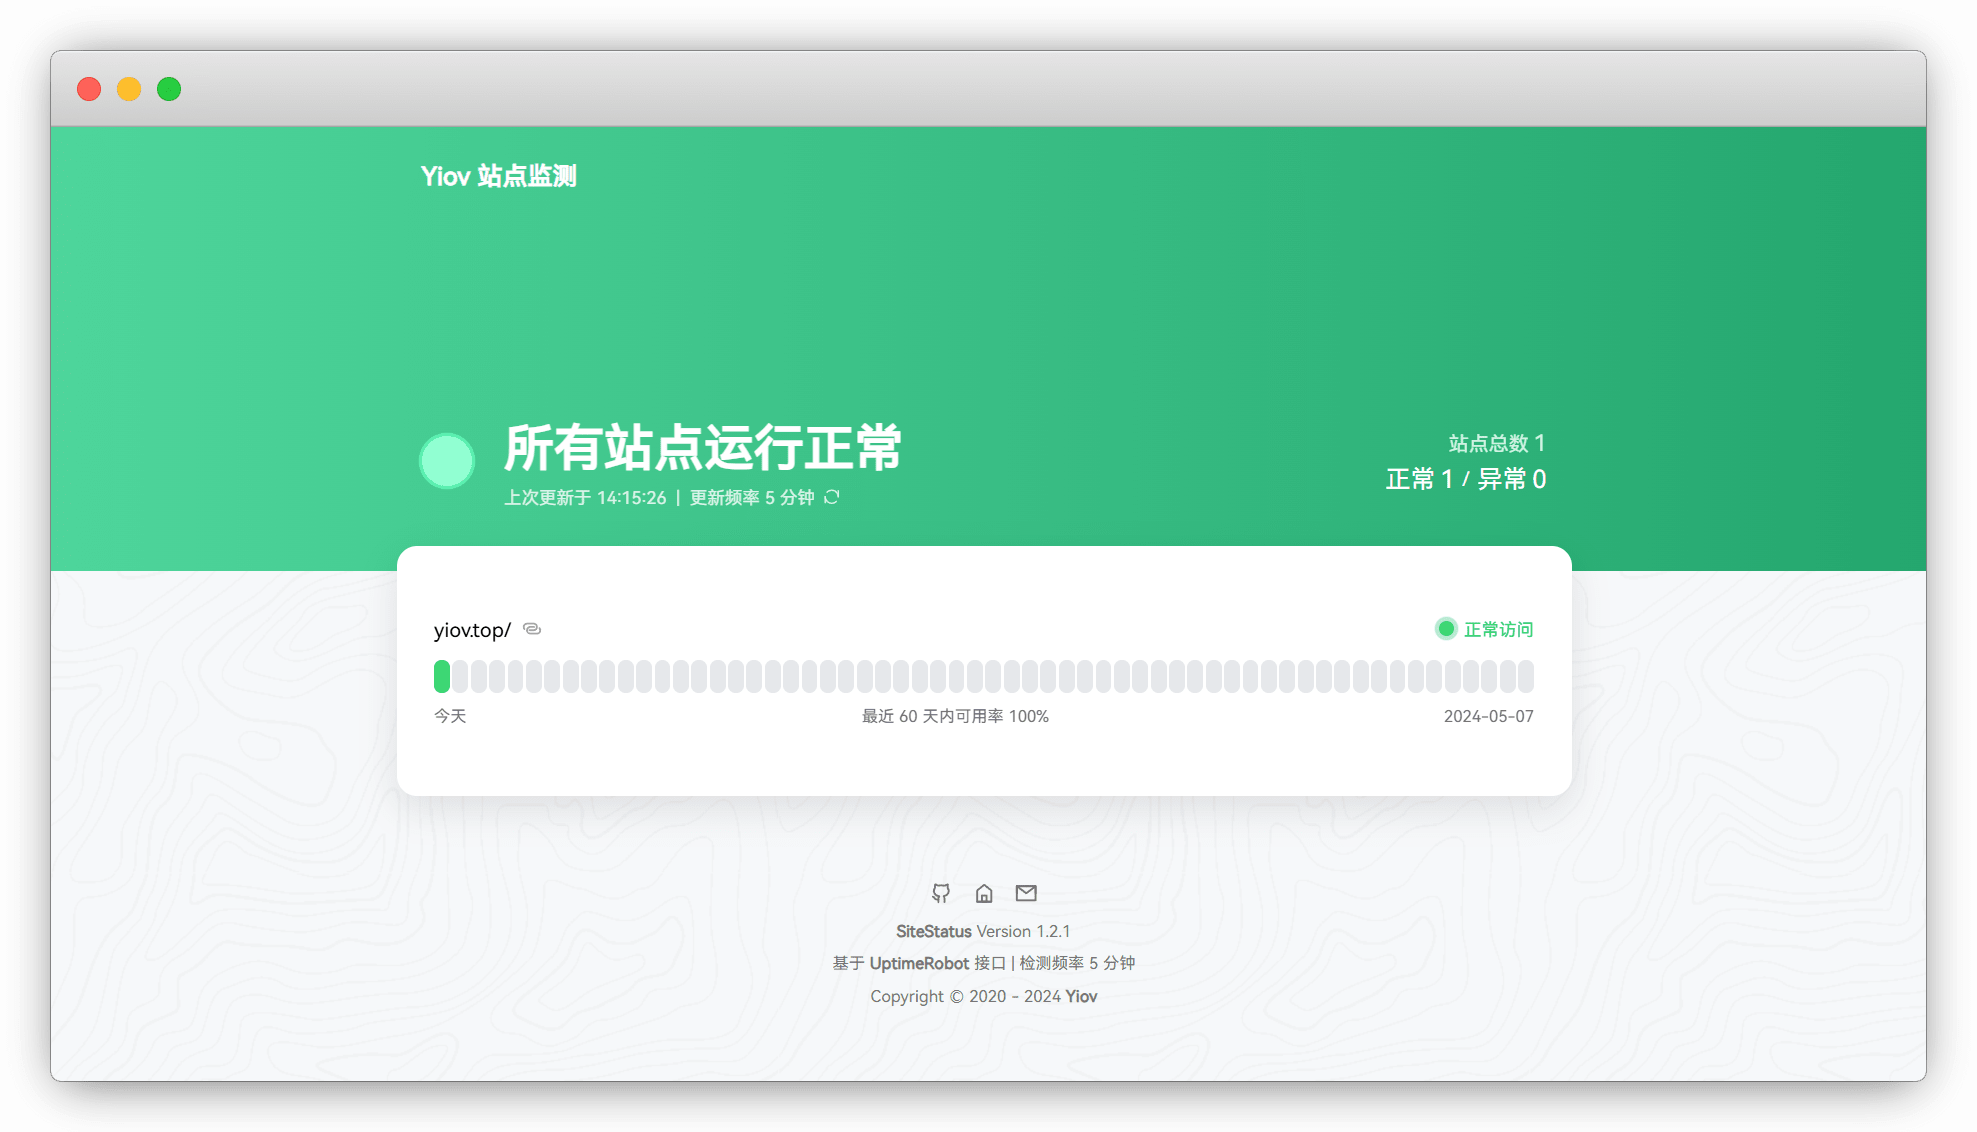 Yiov 站点监测
所有站点运行正常
上次更新于 14:15:26 | 更新频率 5 分钟
站点总数 1
正常 1 / 异常 0
yiov.top/
正常访问
今天
最近 60 天内可用率 100%
2024-05-07
SiteStatus Version 1.2.1
基于 UptimeRobot 接口 | 检测频率 5 分钟
Copyright © 2020 - 2024 Yiov